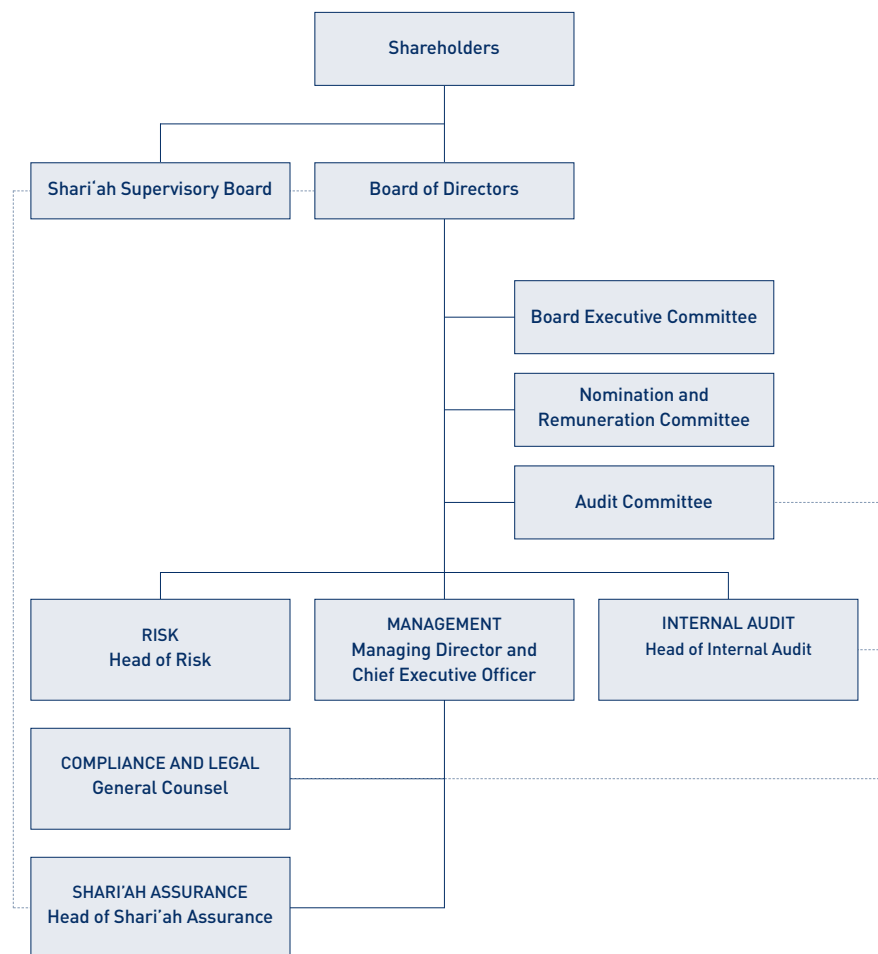 Shareholders
Shari‘ah Supervisory Board
Board of Directors
Board Executive Committee
Nomination and
Remuneration Committee
Audit Committee
RISK
Head of Risk
MANAGEMENT
Managing Director and
Chief Executive Officer
INTERNAL AUDIT
Head of Internal Audit
COMPLIANCE AND LEGAL
General Counsel
SHARI’AH ASSURANCE
Head of Shari’ah Assurance